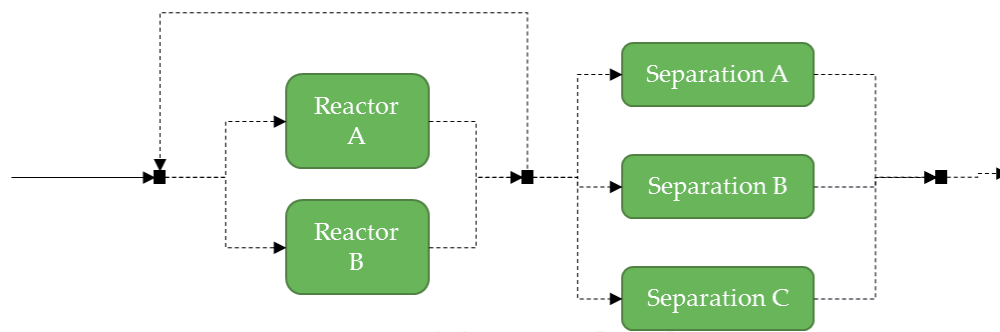 Reactor
A
Reactor
B
Separation A
Separation B
Separation C